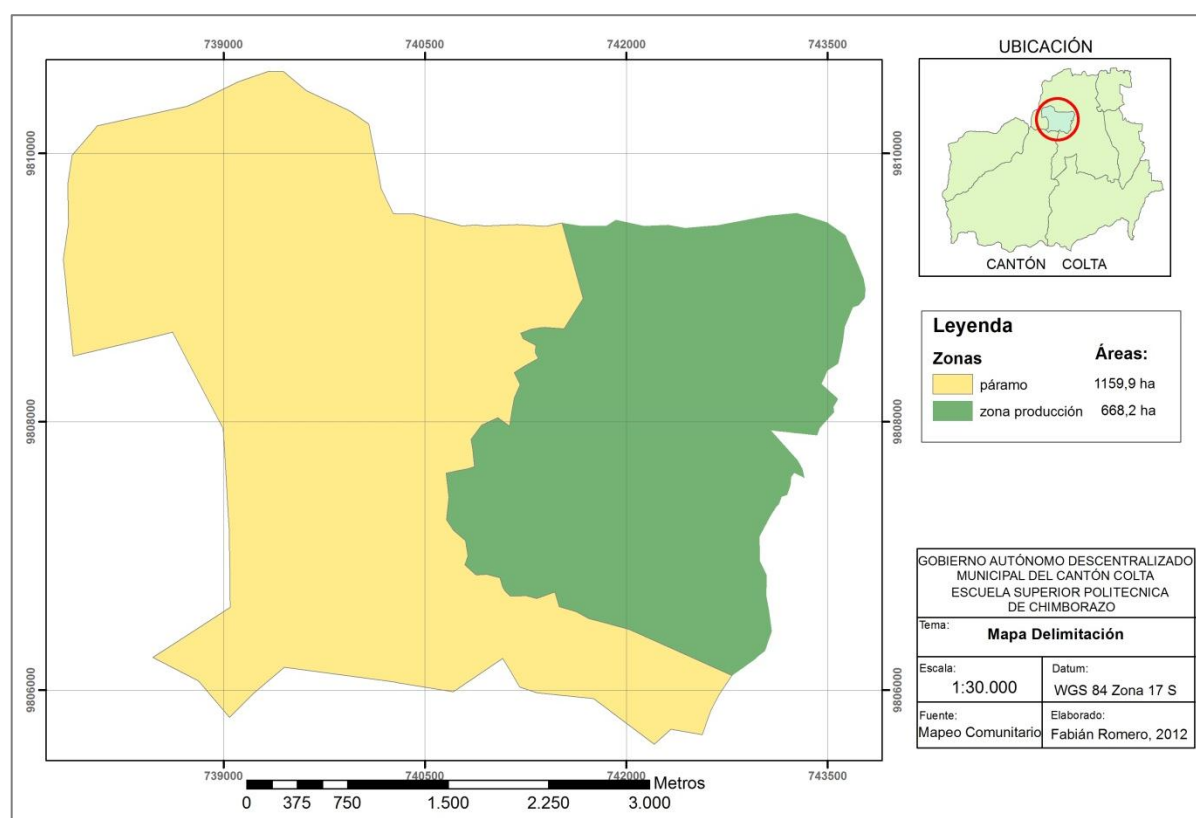 739000
740500
742000
743500
9810000
9810000
9808000
9808000
9806000
9806000
739000
740500
742000
743500
Metros
0
375
750
1.500
2.250
3.000
UBICACIÓN
CANTÓN COLTA
Leyenda
Zonas
Áreas:
páramo
1159,9 ha
zona producción
668,2 ha
GOBIERNO AUTÓNOMO DESCENTRALIZADO
MUNICIPAL DEL CANTÓN COLTA
ESCUELA SUPERIOR POLITECNICA
DE CHIMBORAZO
Tema:
Mapa Delimitación
Escala:
1:30.000
Datum:
WGS 84 Zona 17 S
Fuente:
Mapeo Comunitario
Elaborado:
Fabián Romero, 2012